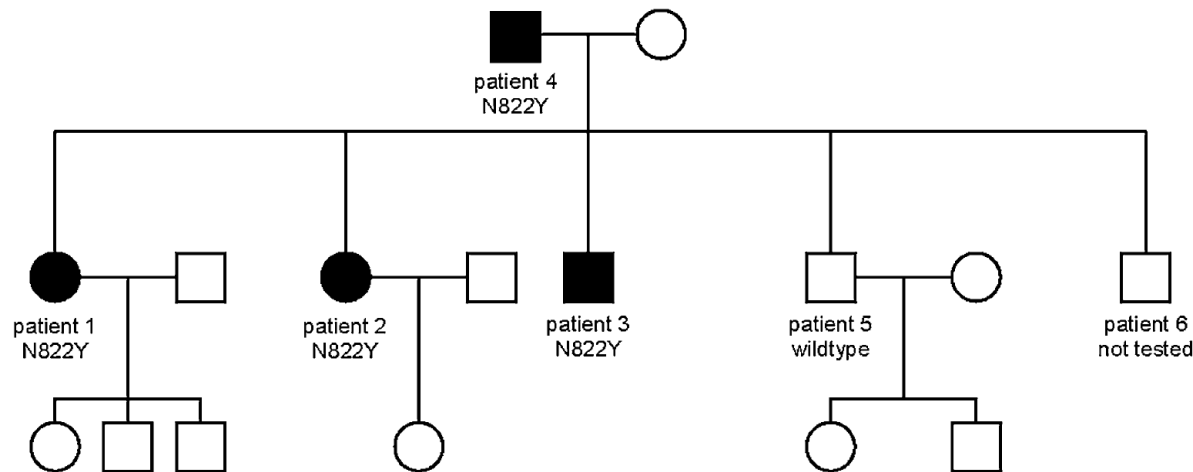 patient 4
N822Y
patient 1
N822Y
patient 2
N822Y
patient 3
N822Y
patient 5
wildtype
patient 6
not tested